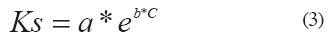 Ks = a * e^{b*C} (3)